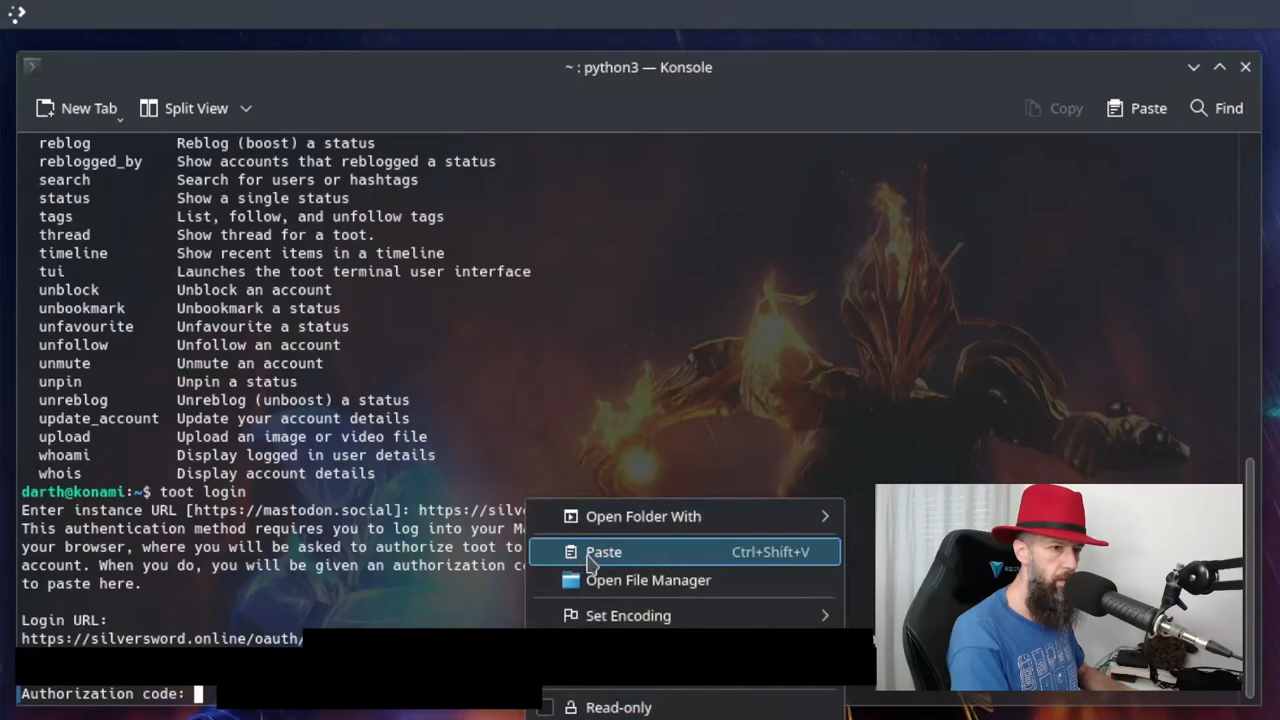 ~ : python3 — Konsole
New Tab
Split View
Copy
Paste
Find
reblog Reblog (boost) a status
reblogged_by Show accounts that reblogged a status
search Search for users or hashtags
status Show a single status
tags List, follow, and unfollow tags
thread Show thread for a toot.
timeline Show recent items in a timeline
tui Launches the toot terminal user interface
unblock Unblock an account
unbookmark Unbookmark a status
unfavourite Unfavourite a status
unfollow Unfollow an account
unmute Unmute an account
unpin Unpin a status
unreblog Unreblog (unboost) a status
update_account Update your account details
upload Upload an image or video file
whoami Display logged in user details
whois Display account details
darth@konami:~$ toot login
Enter instance URL [https://mastodon.social]: https://silv
This authentication method requires you to log into your M
your browser, where you will be asked to authorize toot to
account. When you do, you will be given an authorization c
to paste here.
Login URL:
https://silversword.online/oauth/
Authorization code:
Open Folder With
Paste Ctrl+Shift+V
Open File Manager
Set Encoding
Read-only